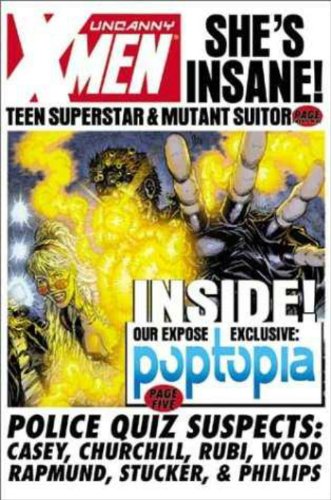 UNCANNY
X-MEN
SHE'S
INSANE!
TEEN SUPERSTAR & MUTANT SUITOR
PAGE
INSIDE!
OUR EXPOSE EXCLUSIVE:
poptopia
PAGE
FIVE
POLICE QUIZ SUSPECTS:
CASEY, CHURCHILL, RUBI, WOOD
RAPMUND, STUCKER, & PHILLIPS